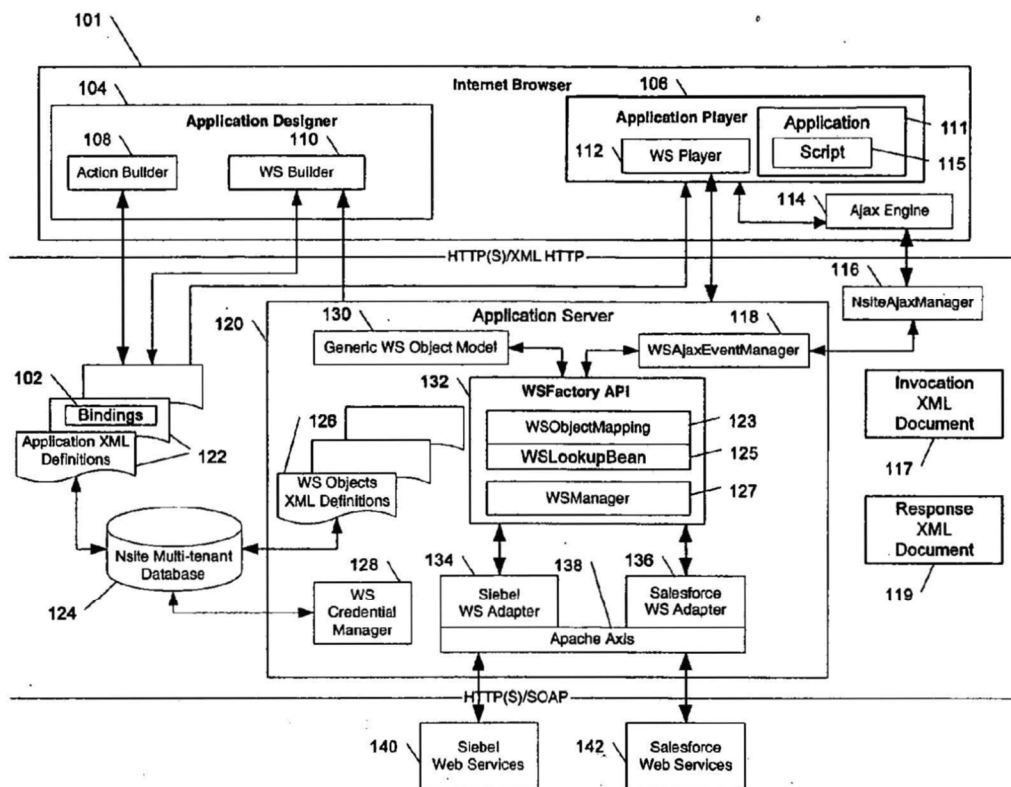 101
104
106
Internet Browser
Application Designer
108
110
Action Builder
WS Builder
Application Player
112
WS Player
Application
Script
111
115
114
Ajax Engine
HTTP(S)/XML HTTP
116
NsiteAjaxManager
120
130
Application Server
118
Generic WS Object Model
WSAjaxEventManager
132
WSFactory API
WSObjectMapping
123
WSLookupBean
125
WSManager
127
102
Bindings
Application XML
Definitions
122
126
WS Objects
XML Definitions
Invocation
XML
Document
117
Response
XML
Document
119
Nsite Multi-tenant
Database
124
128
WS
Credential
Manager
134
138
136
Siebel
WS Adapter
Salesforce
WS Adapter
Apache Axis
HTTP(S)/SOAP
140
Siebel
Web Services
142
Salesforce
Web Services